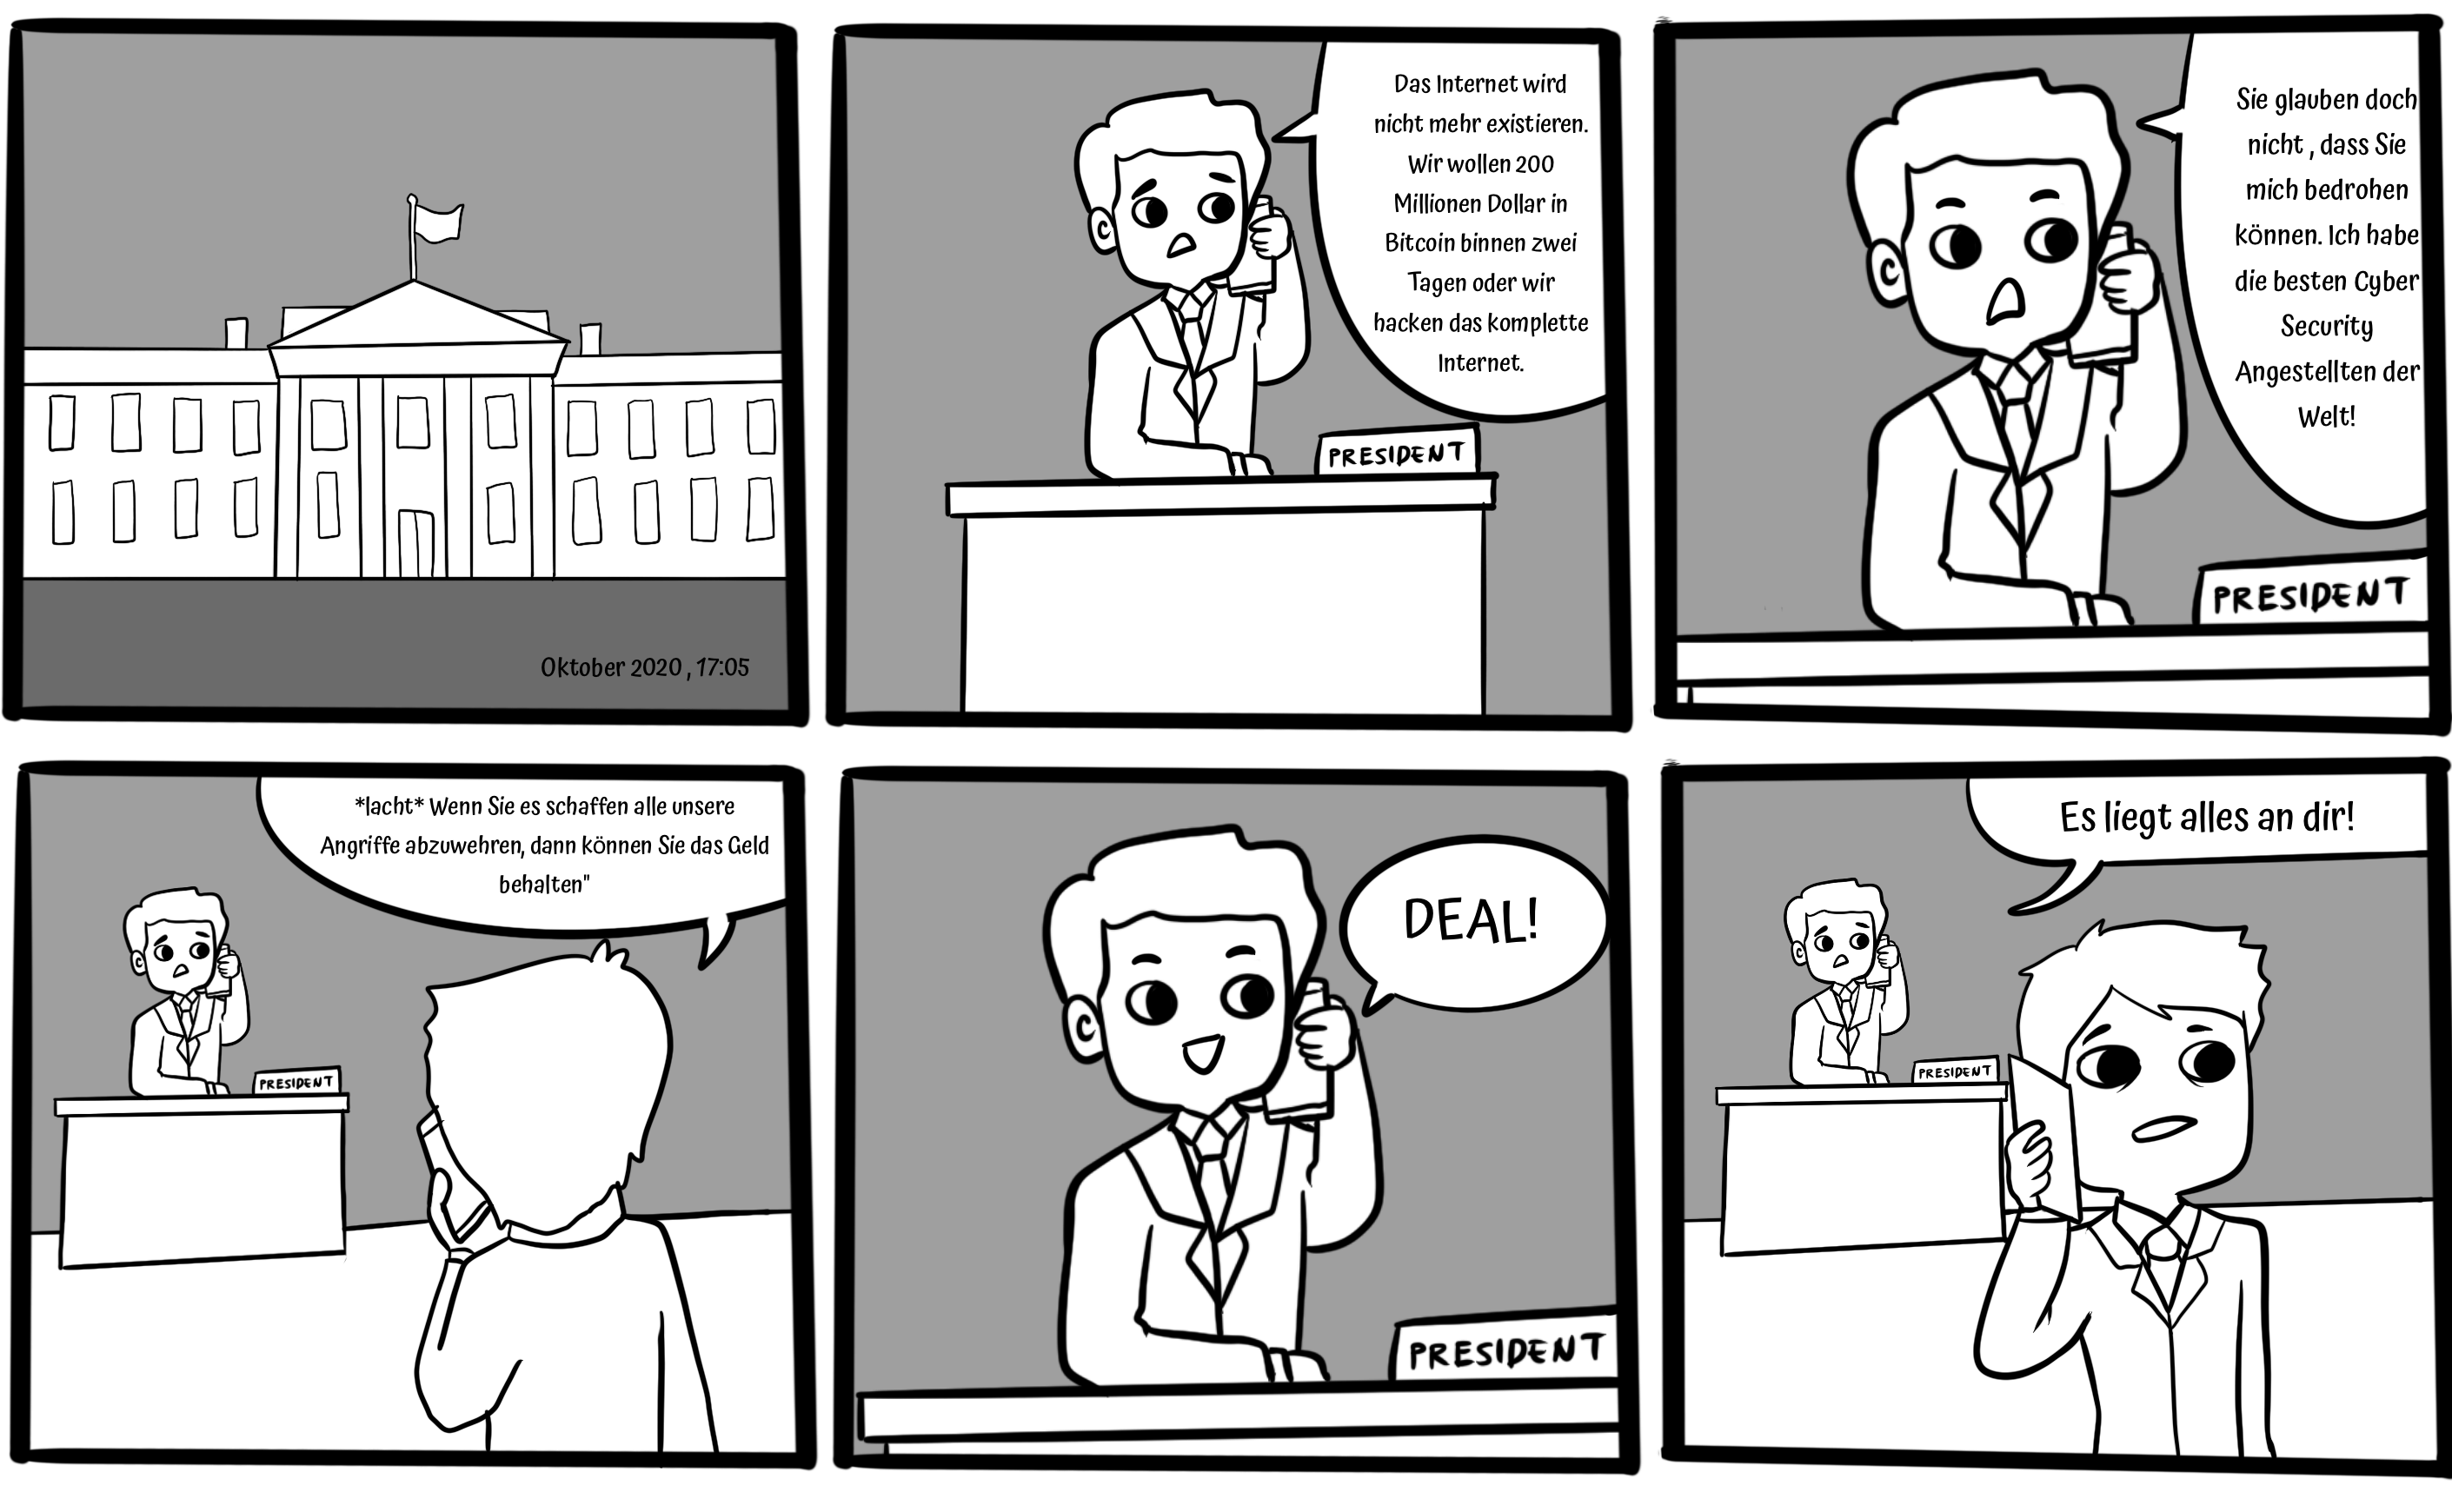 Oktober 2020 , 17:05
Das Internet wird
nicht mehr existieren.
Wir wollen 200
Millionen Dollar in
Bitcoin binnen zwei
Tagen oder wir
hacken das komplette
Internet.
PRESIDENT
Sie glauben doch
nicht , dass Sie
mich bedrohen
können. Ich habe
die besten Cyber
Security
Angestellten der
Welt!
PRESIDENT
*lacht* Wenn Sie es schaffen alle unsere
Angriffe abzuwehren, dann können Sie das Geld
behalten"
PRESIDENT
DEAL!
PRESIDENT
Es liegt alles an dir!
PRESIDENT